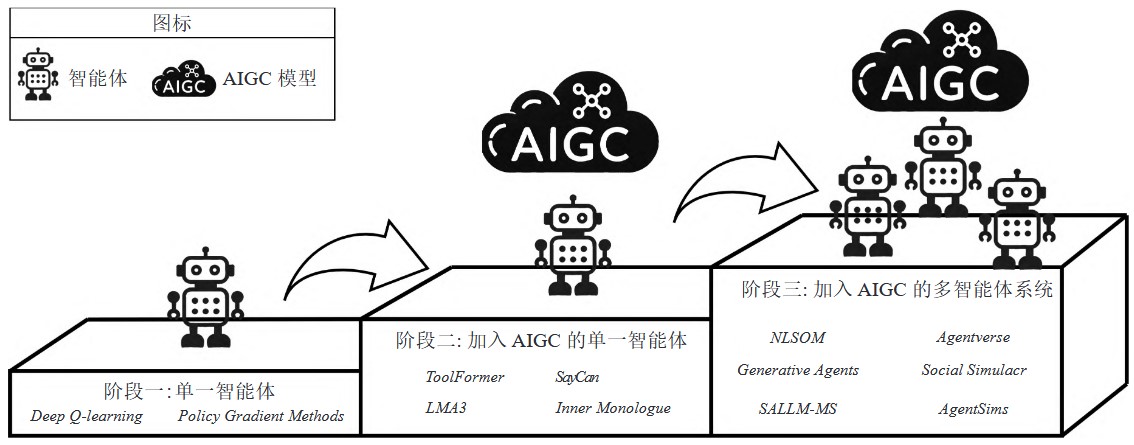 图标
智能体
AIGC
AIGC 模型
AIGC
AIGC
阶段一:单一智能体
Deep Q-learning Policy Gradient Methods
阶段二:加入 AIGC 的单一智能体
ToolFormer SayCan
LMA3 Inner Monologue
阶段三:加入 AIGC 的多智能体系统
NLSOM Agentverse
Generative Agents Social Simulacr
SALLM-MS AgentSims